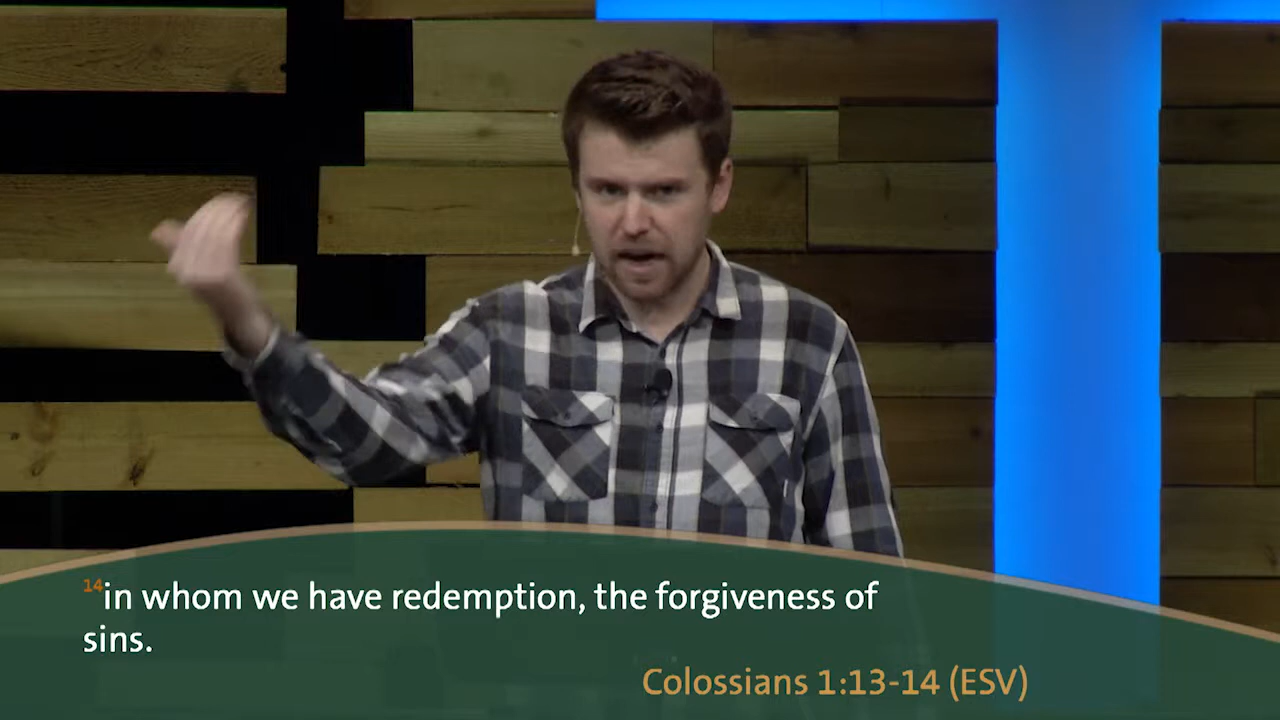 14in whom we have redemption, the forgiveness of
sins.
Colossians 1:13-14 (ESV)